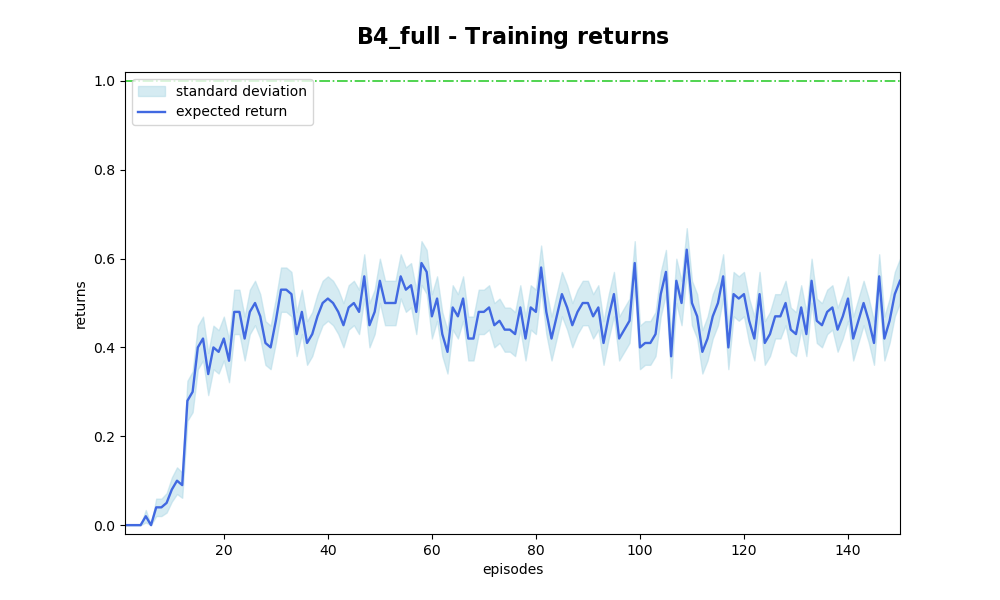 B4_full - Training returns
standard deviation
expected return
returns
1.0
0.8
0.6
0.4
0.2
0.0
20 40 60 80 100 120 140
episodes